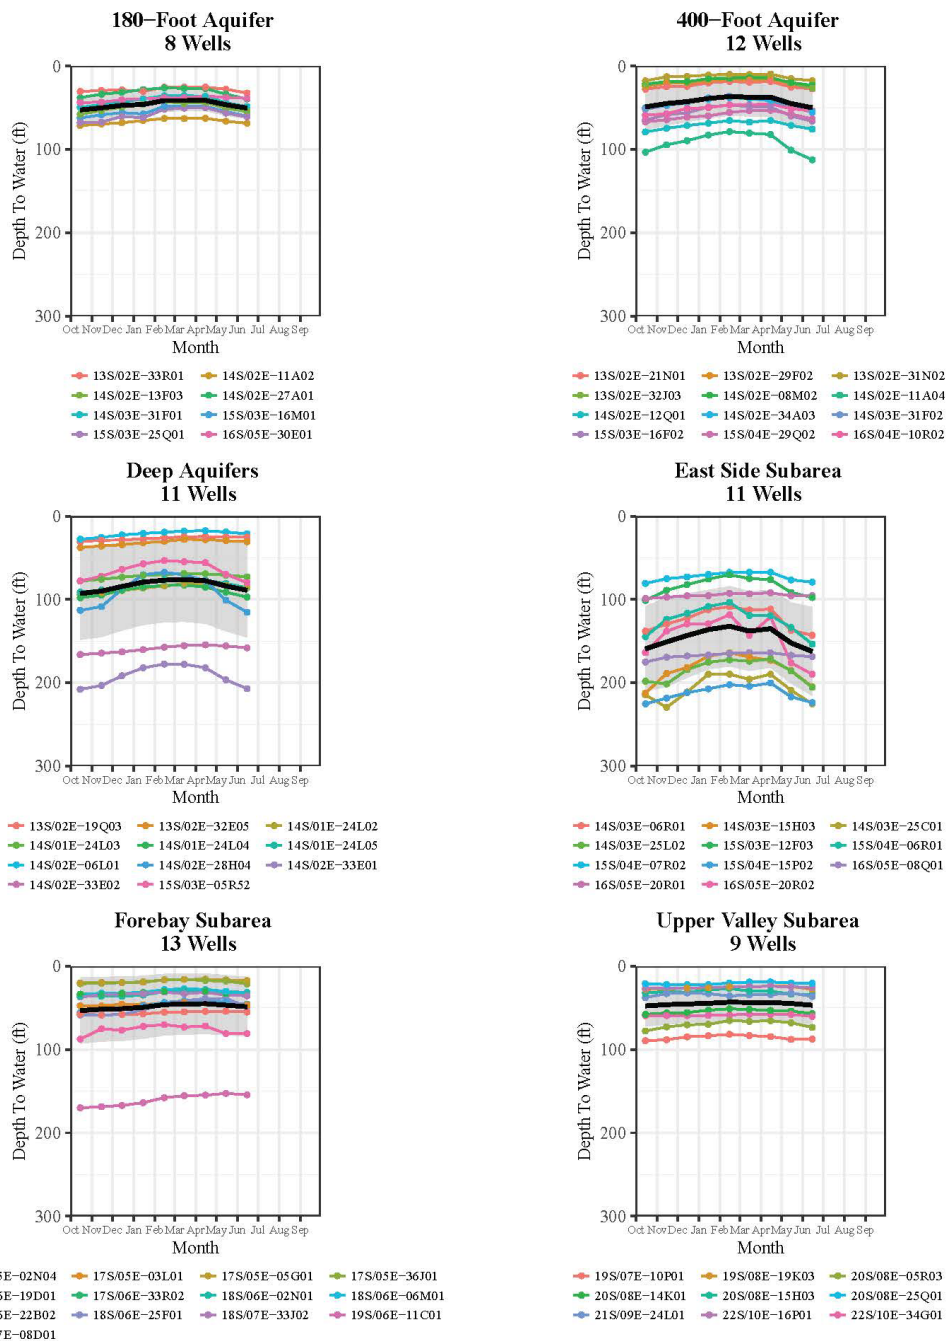 180−Foot Aquifer
8 Wells
0
100
200
300
Depth To Water (ft)
Oct Nov Dec Jan Feb Mar Apr May Jun Jul Aug Sep
Month
13S/02E−33R01 14S/02E−11A02
14S/02E−13F03 14S/02E−27A01
14S/03E−31F01 15S/03E−16M01
15S/03E−25Q01 16S/05E−30E01
400−Foot Aquifer
12 Wells
0
100
200
300
Depth To Water (ft)
Oct Nov Dec Jan Feb Mar Apr May Jun Jul Aug Sep
Month
13S/02E−21N01 13S/02E−29F02 13S/02E−31N02
13S/02E−32J03 14S/02E−08M02 14S/02E−11A04
14S/02E−12Q01 14S/02E−34A03 14S/03E−31F02
15S/03E−16F02 15S/04E−29Q02 16S/04E−10R02
Deep Aquifers
11 Wells
0
100
200
300
Depth To Water (ft)
Oct Nov Dec Jan Feb Mar Apr May Jun Jul Aug Sep
Month
13S/02E−19Q03 13S/02E−32E05 14S/01E−24L02
14S/01E−24L03 14S/01E−24L04 14S/01E−24L05
14S/02E−06L01 14S/02E−28H04 14S/02E−33E01
14S/02E−33E02 15S/03E−05R52
East Side Subarea
11 Wells
0
100
200
300
Depth To Water (ft)
Oct Nov Dec Jan Feb Mar Apr May Jun Jul Aug Sep
Month
14S/03E−06R01 14S/03E−15H03 14S/03E−25C01
14S/03E−25L02 15S/03E−12F03 15S/04E−06R01
15S/04E−07R02 15S/04E−15P02 16S/05E−08Q01
16S/05E−20R01 16S/05E−20R02
Forebay Subarea
13 Wells
0
100
200
300
Depth To Water (ft)
Oct Nov Dec Jan Feb Mar Apr May Jun Jul Aug Sep
Month
5E−02N04 17S/05E−03L01 17S/05E−05G01 17S/05E−36J01
E−19D01 17S/06E−33R02 18S/06E−02N01 18S/06E−06M01
E−22B02 18S/06E−25F01 18S/07E−33J02 19S/06E−11C01
E−08D01
Upper Valley Subarea
9 Wells
0
100
200
300
Depth To Water (ft)
Oct Nov Dec Jan Feb Mar Apr May Jun Jul Aug Sep
Month
19S/07E−10P01 19S/08E−19K03 20S/08E−05R03
20S/08E−14K01 20S/08E−15H03 20S/08E−25Q01
21S/09E−24L01 22S/10E−16P01 22S/10E−34G01